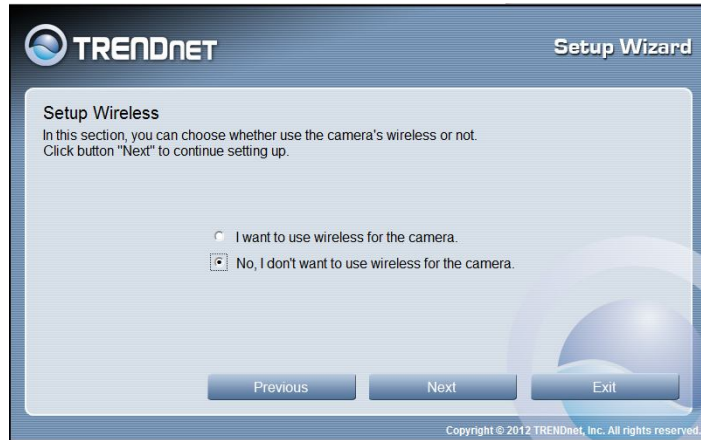 TRENDnet
Setup Wizard
Setup Wireless
In this section, you can choose whether use the camera's wireless or not.
Click button "Next" to continue setting up.
I want to use wireless for the camera.
No, I don't want to use wireless for the camera.
Previous
Next
Exit
Copyright © 2012 TRENDnet, Inc. All rights reserved.